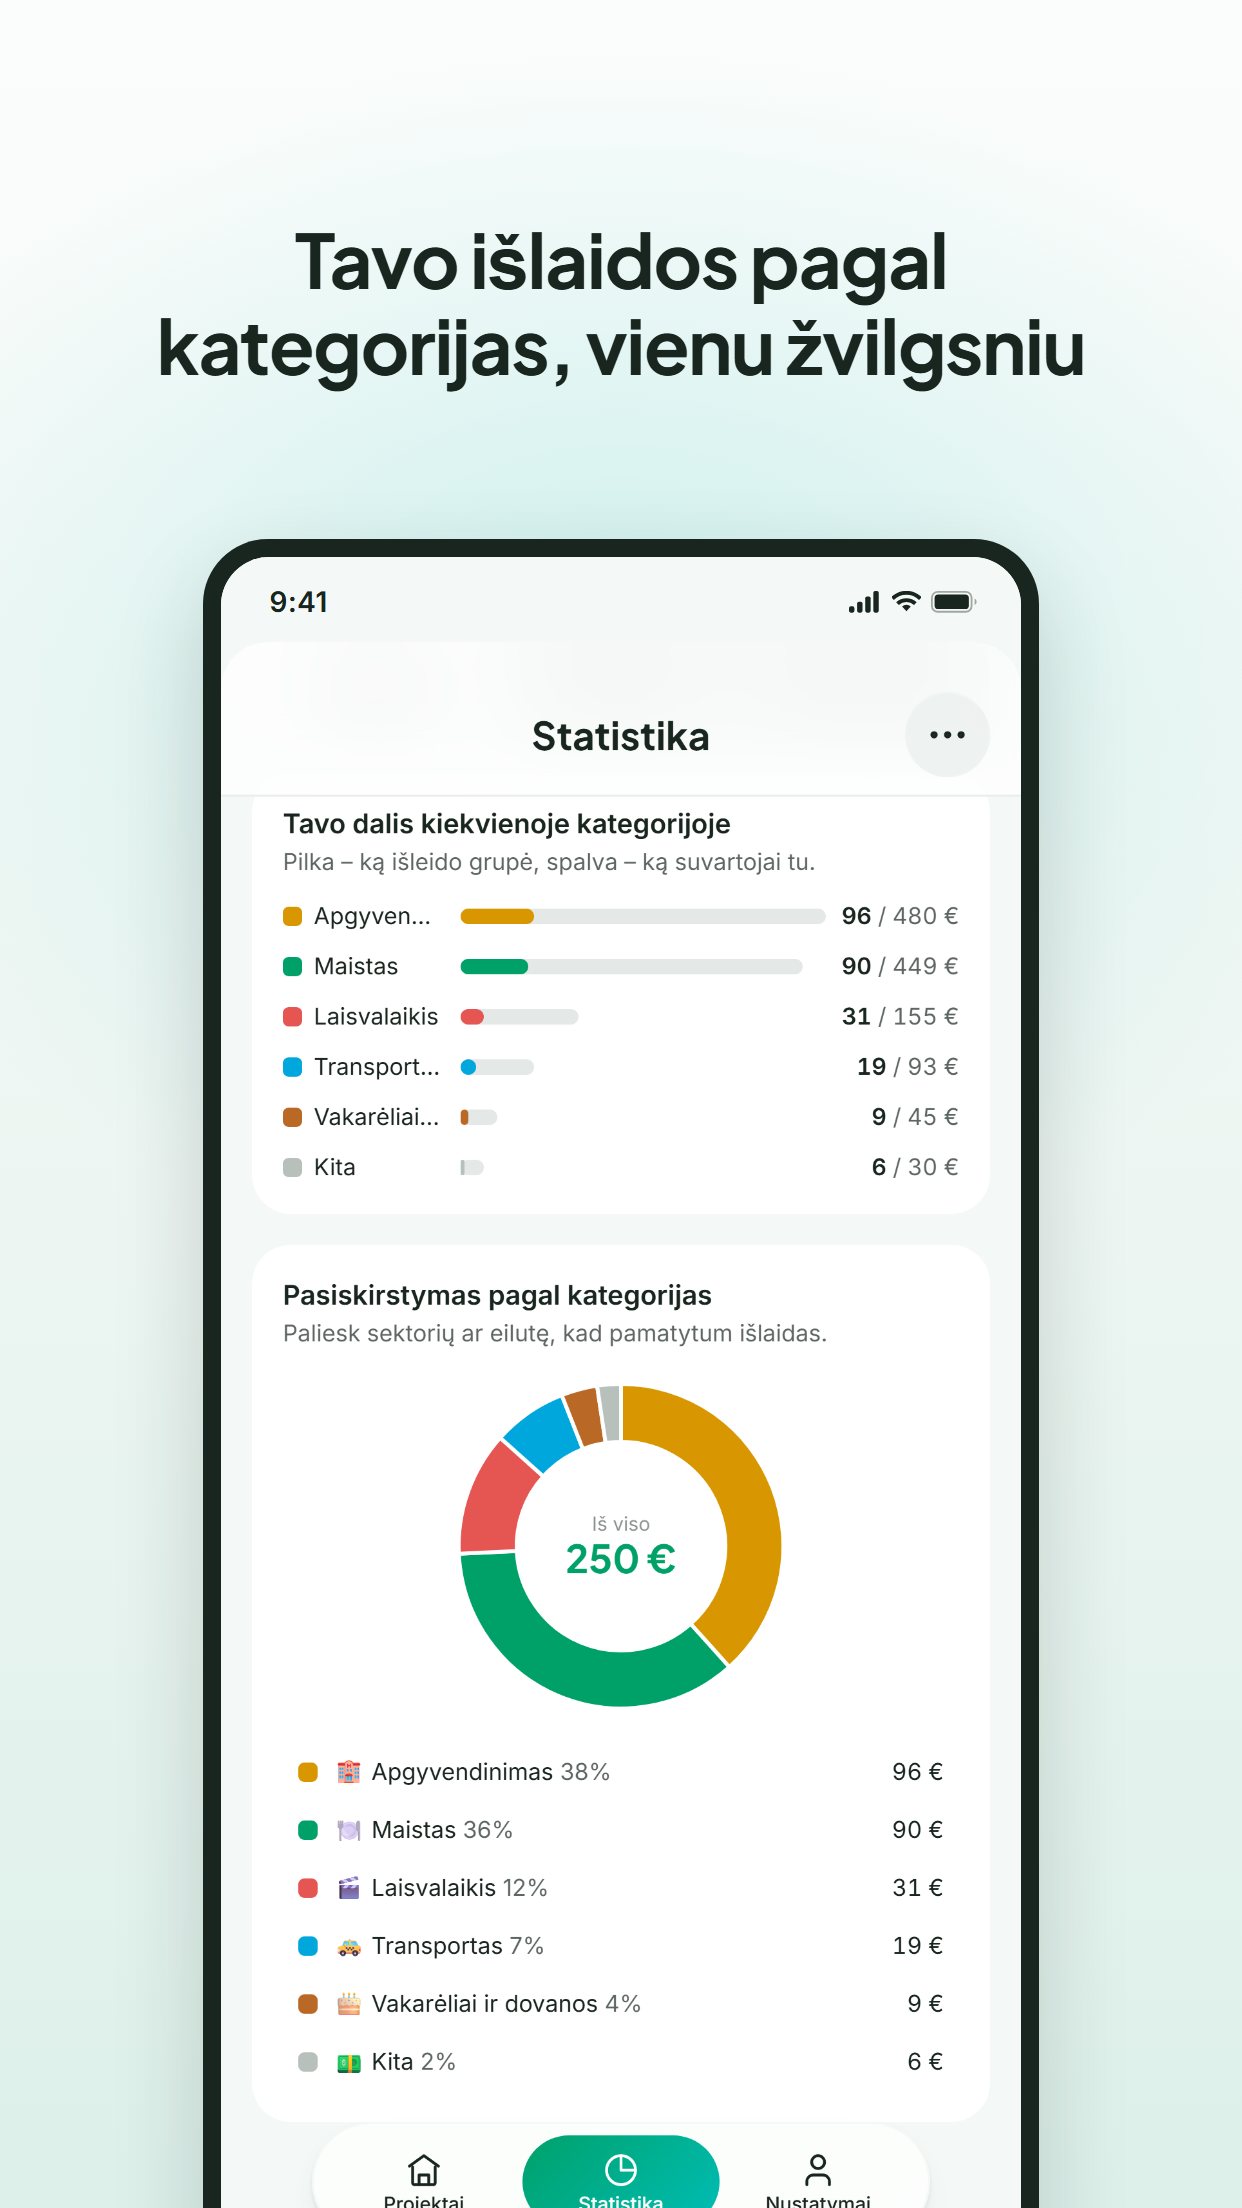 Tavo išlaidos pagal
kategorijas, vienu žvilgsniu
9:41
Statistika
Tavo dalis kiekvienoje kategorijoje
Pilka – ką išleido grupė, spalva – ką suvartojai tu.
Apgyven... 96 / 480 €
Maistas 90 / 449 €
Laisvalaikis 31 / 155 €
Transport... 19 / 93 €
Vakarėliai... 9 / 45 €
Kita 6 / 30 €
Pasiskirstymas pagal kategorijas
Paliesk sektorių ar eilutę, kad pamatytum išlaidas.
Iš viso
250 €
Apgyvendinimas 38% 96 €
Maistas 36% 90 €
Laisvalaikis 12% 31 €
Transportas 7% 19 €
Vakarėliai ir dovanos 4% 9 €
Kita 2% 6 €
Projektai Statistika Nustatymai